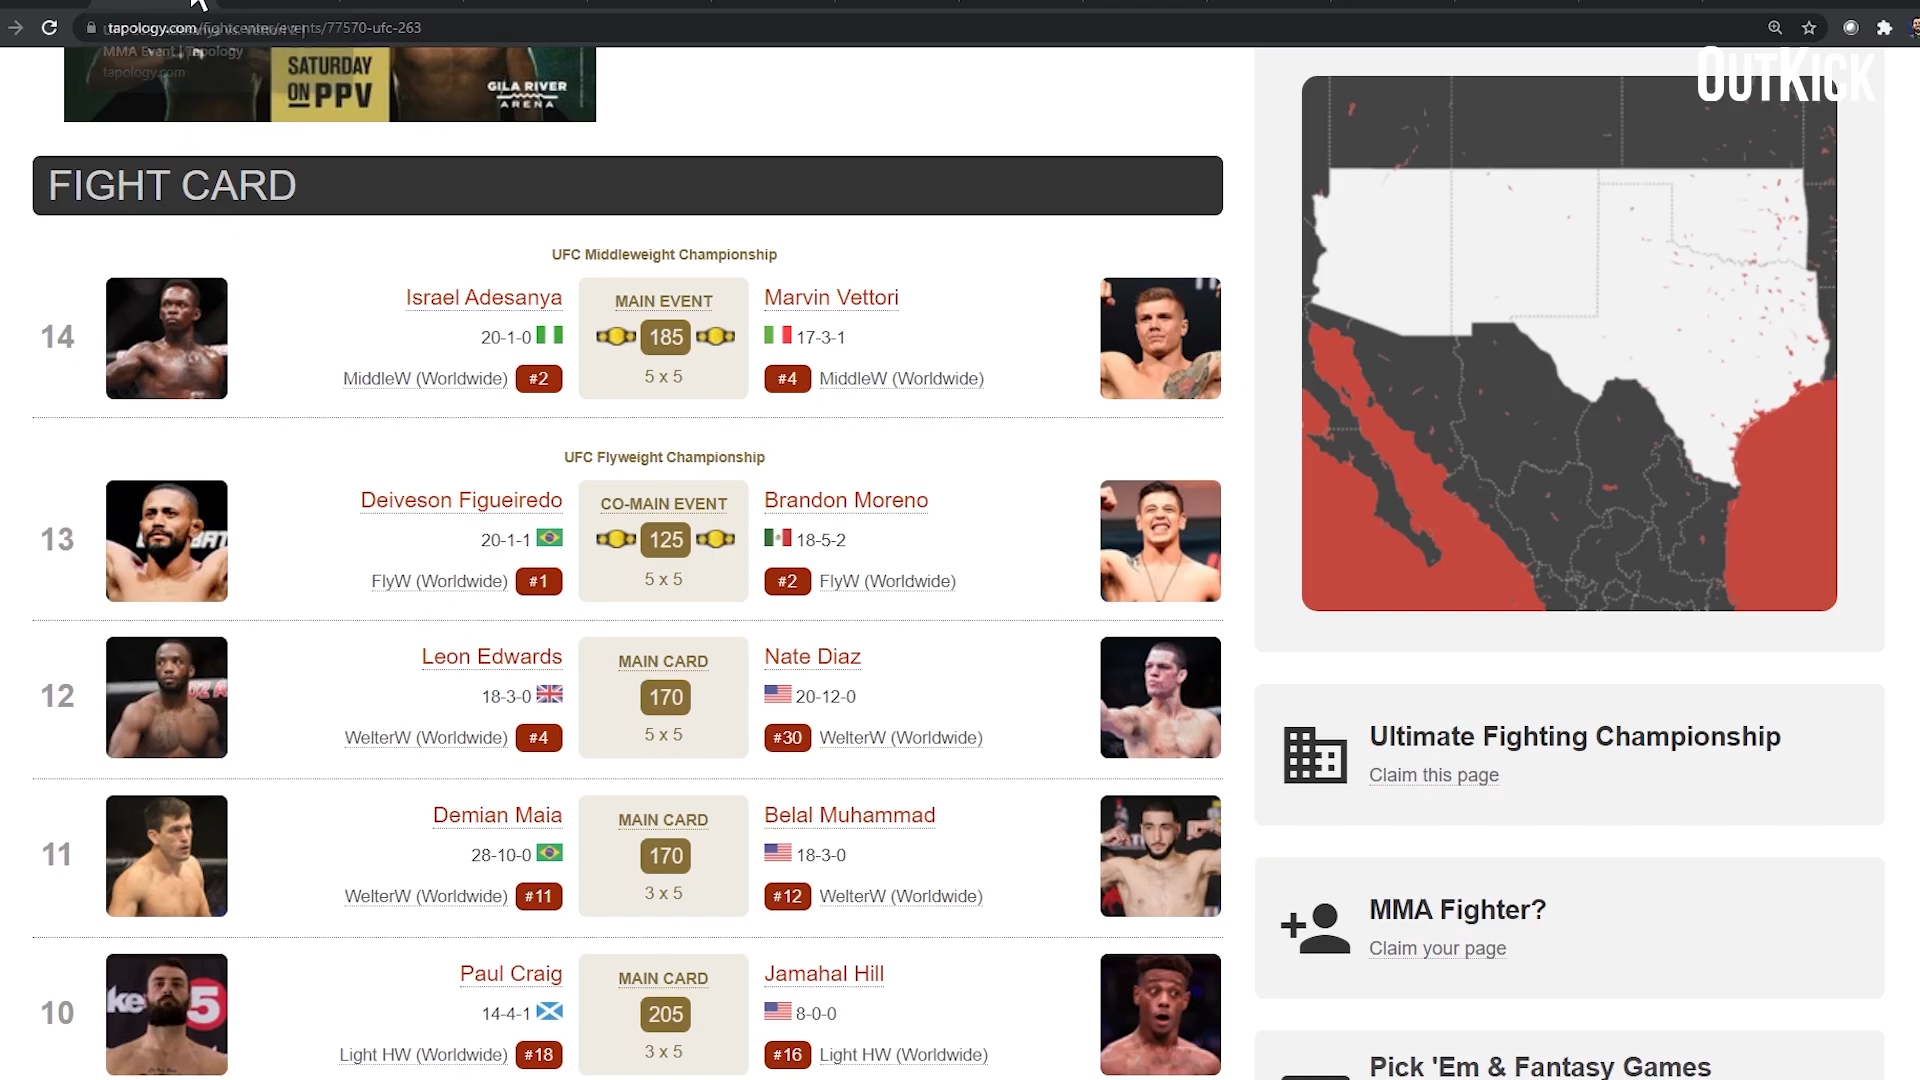 tapology.com/fightcenter/events/77570-ufc-263
MMA Event | Tapology
tapology.com
OUTKICK
SATURDAY
ON PPV
GILA RIVER
ARENA
FIGHT CARD
UFC Middleweight Championship
14
Israel Adesanya
20-1-0
MiddleW (Worldwide) #2
MAIN EVENT
185
5 x 5
Marvin Vettori
17-3-1
#4 MiddleW (Worldwide)
UFC Flyweight Championship
13
Deiveson Figueiredo
20-1-1
FlyW (Worldwide) #1
CO-MAIN EVENT
125
5 x 5
Brandon Moreno
18-5-2
#2 FlyW (Worldwide)
12
Leon Edwards
18-3-0
WelterW (Worldwide) #4
MAIN CARD
170
5 x 5
Nate Diaz
20-12-0
#30 WelterW (Worldwide)
11
Demian Maia
28-10-0
WelterW (Worldwide) #11
MAIN CARD
170
3 x 5
Belal Muhammad
18-3-0
#12 WelterW (Worldwide)
10
Paul Craig
14-4-1
Light HW (Worldwide) #18
MAIN CARD
205
3 x 5
Jamahal Hill
8-0-0
#16 Light HW (Worldwide)
Ultimate Fighting Championship
Claim this page
MMA Fighter?
Claim your page
Pick 'Em & Fantasy Games